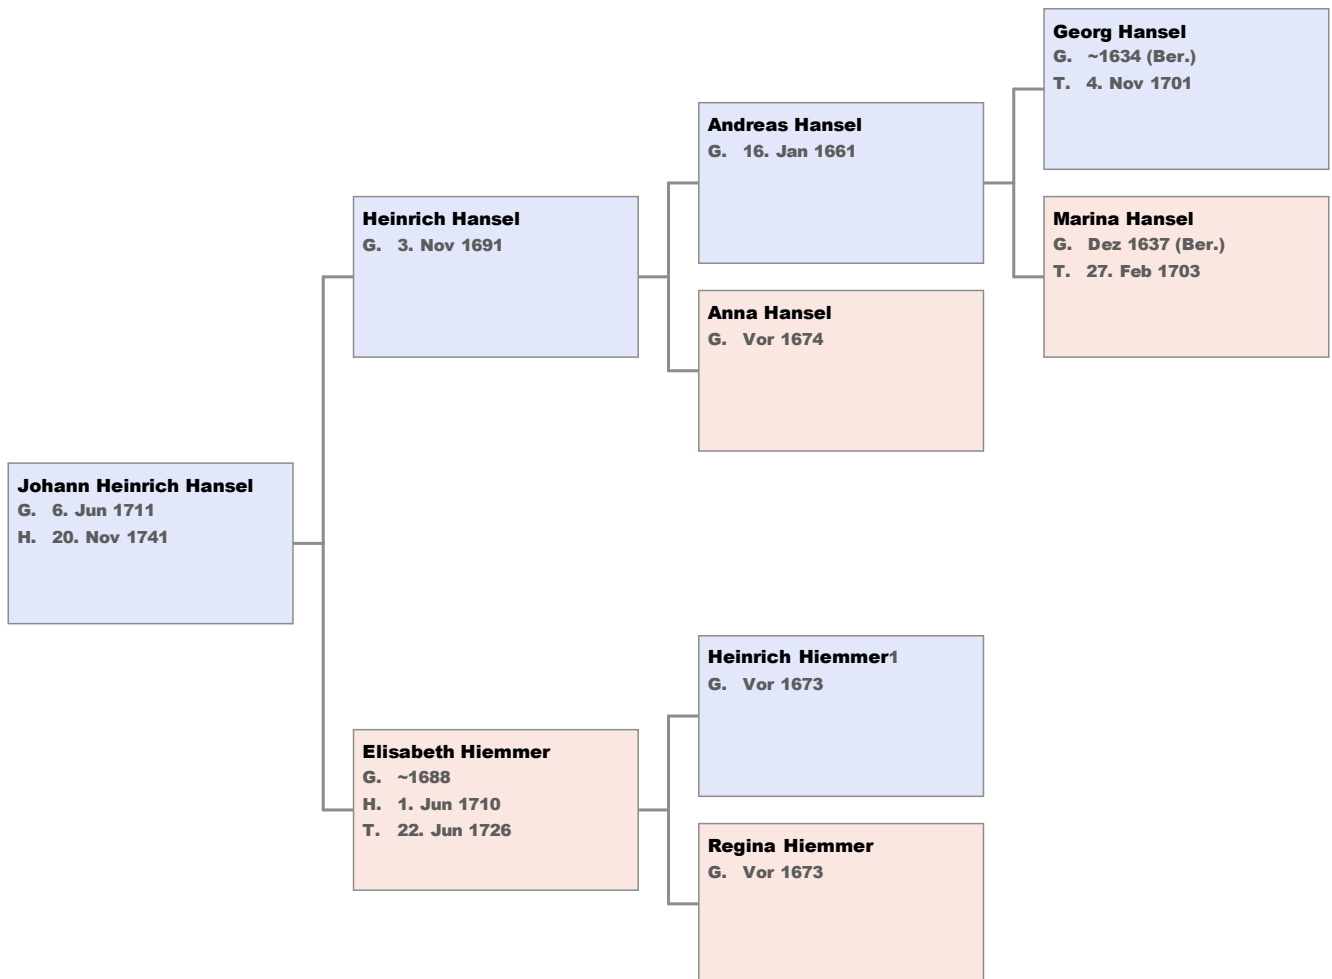 Georg Hansel
G. ~1634 (Ber.)
T. 4. Nov 1701
Andreas Hansel
G. 16. Jan 1661
Heinrich Hansel
G. 3. Nov 1691
Marina Hansel
G. Dez 1637 (Ber.)
T. 27. Feb 1703
Anna Hansel
G. Vor 1674
Johann Heinrich Hansel
G. 6. Jun 1711
H. 20. Nov 1741
Heinrich Hiemmer1
G. Vor 1673
Elisabeth Hiemmer
G. ~1688
H. 1. Jun 1710
T. 22. Jun 1726
Regina Hiemmer
G. Vor 1673